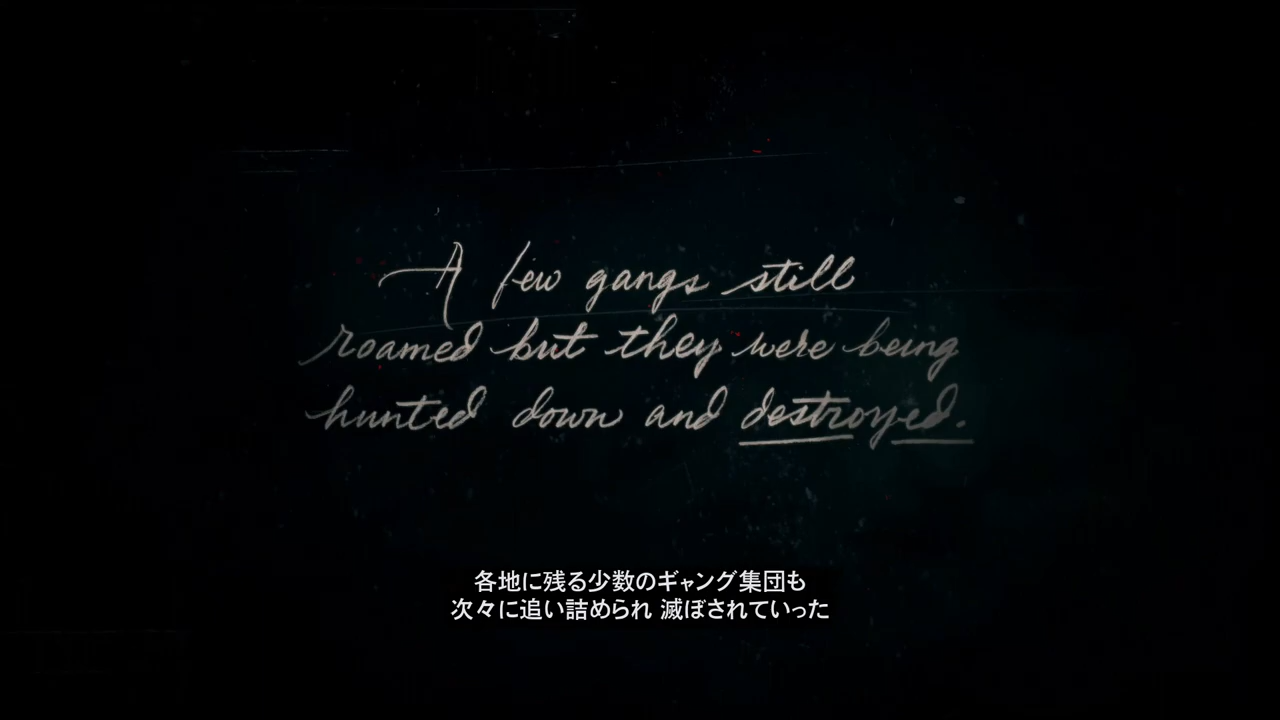 A few gangs still
roamed but they were being
hunted down and destroyed.
各地に残る少数のギャング集団も
次々に追い詰められ 滅ぼされていった